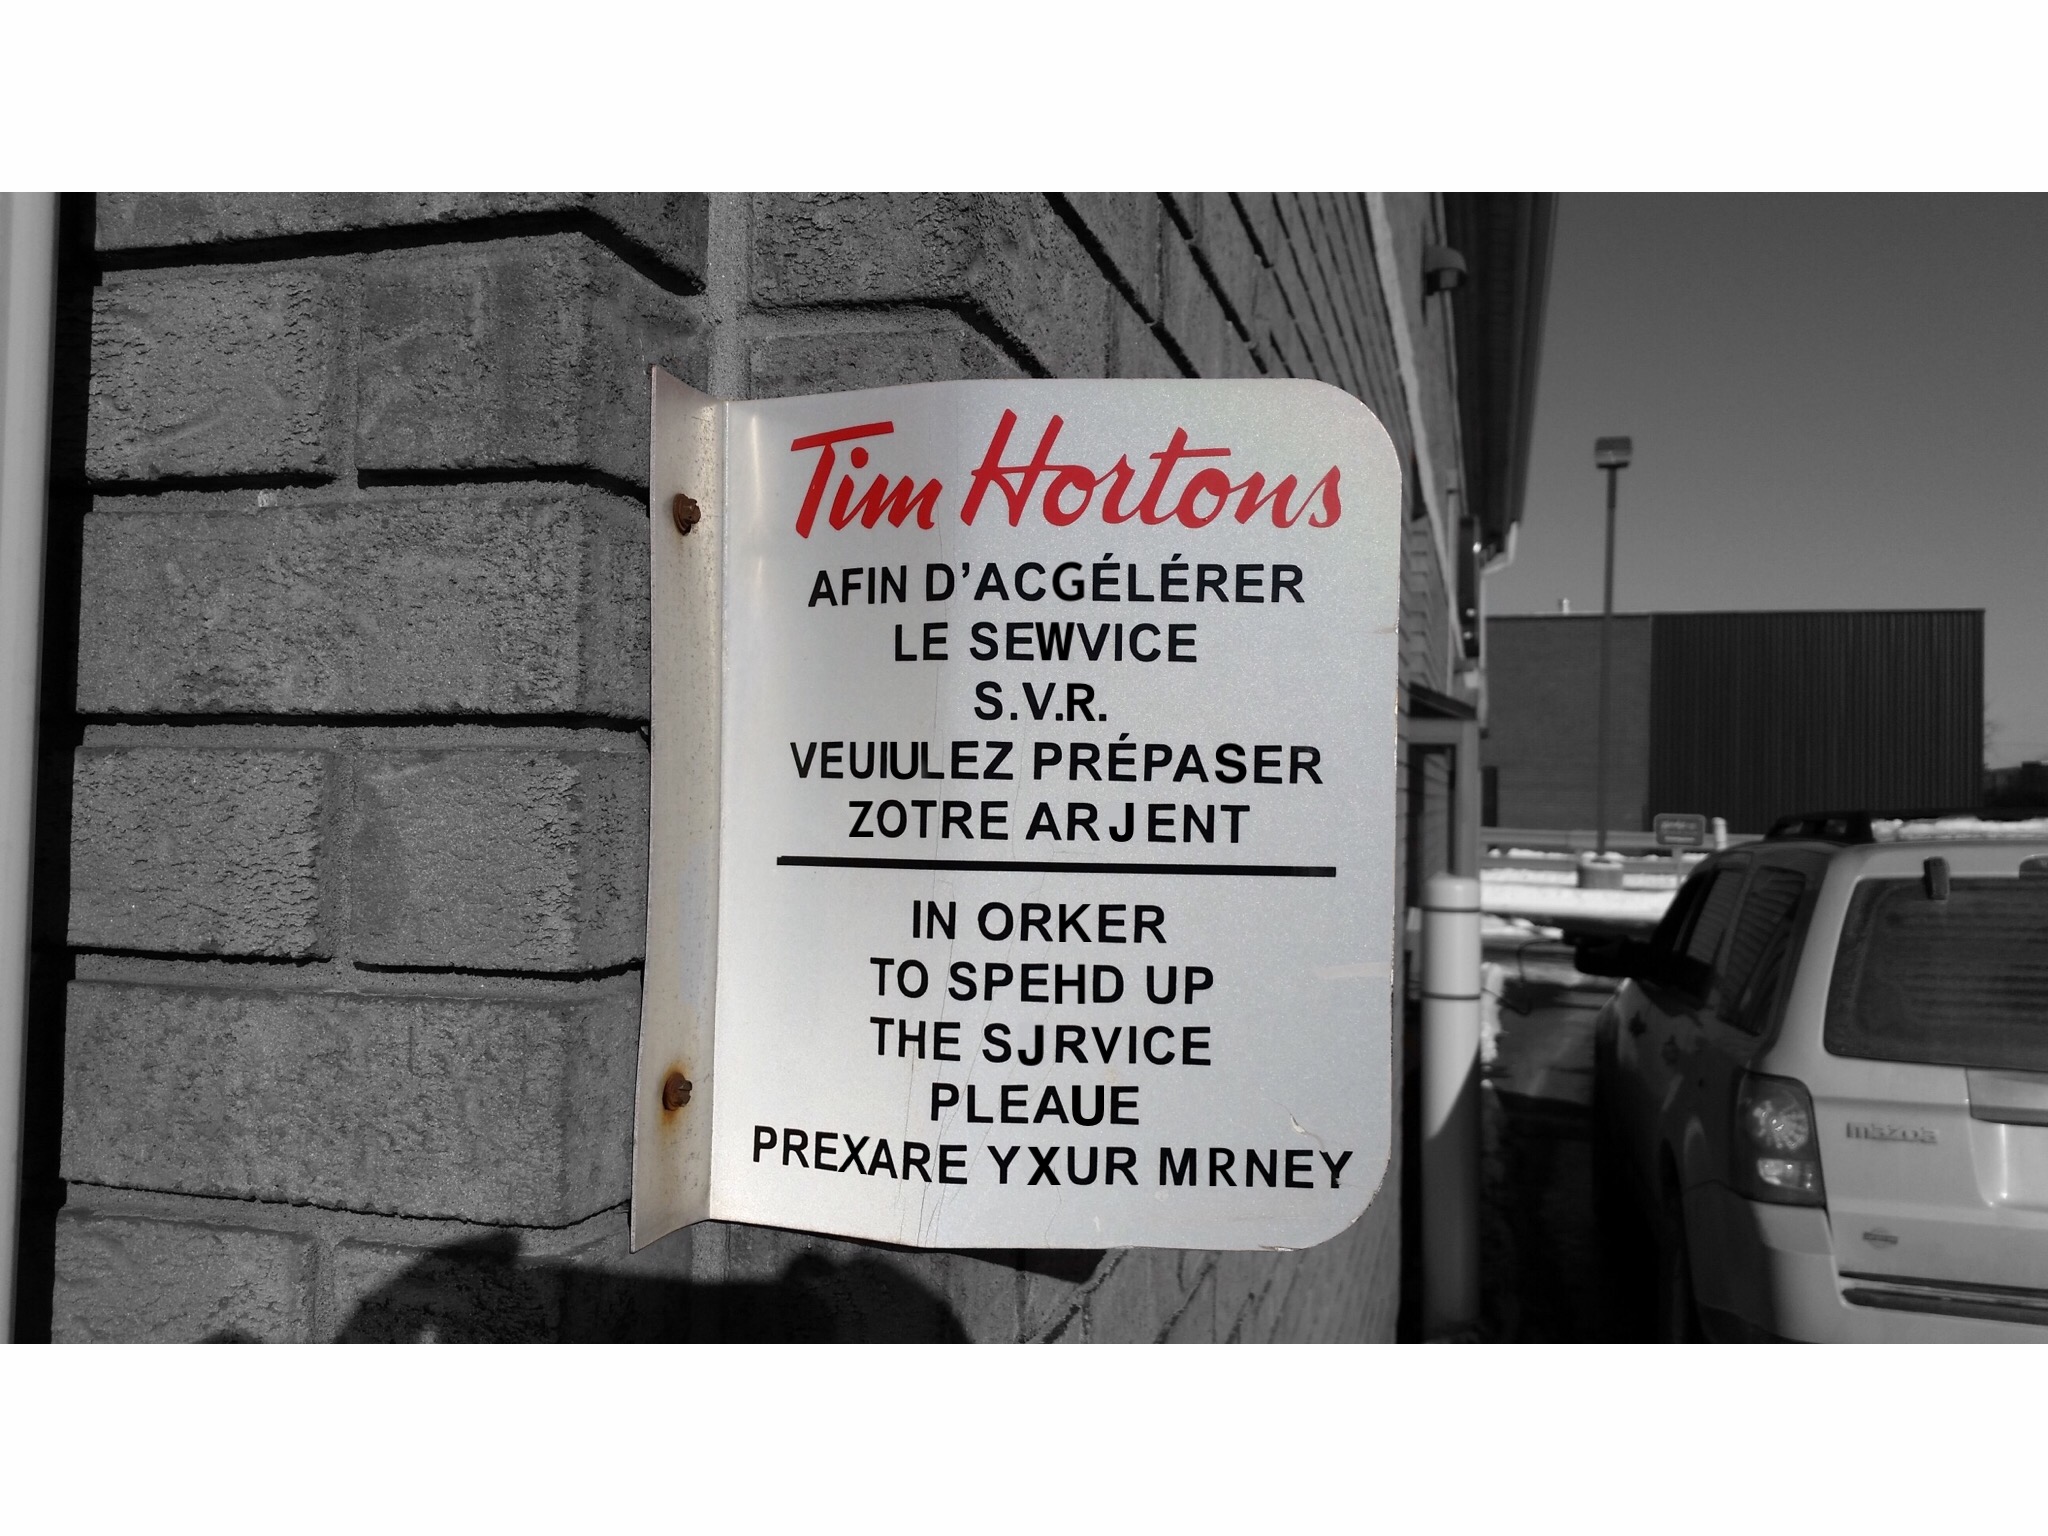 Tim Hortons
AFIN D'ACGÉLÉRER
LE SEWVICE
S.V.R.
VEUIULEZ PRÉPASER
ZOTRE ARJENT
IN ORKER
TO SPEHD UP
THE SJRVICE
PLEAUE
PREXARE YXUR MRNEY
mazda